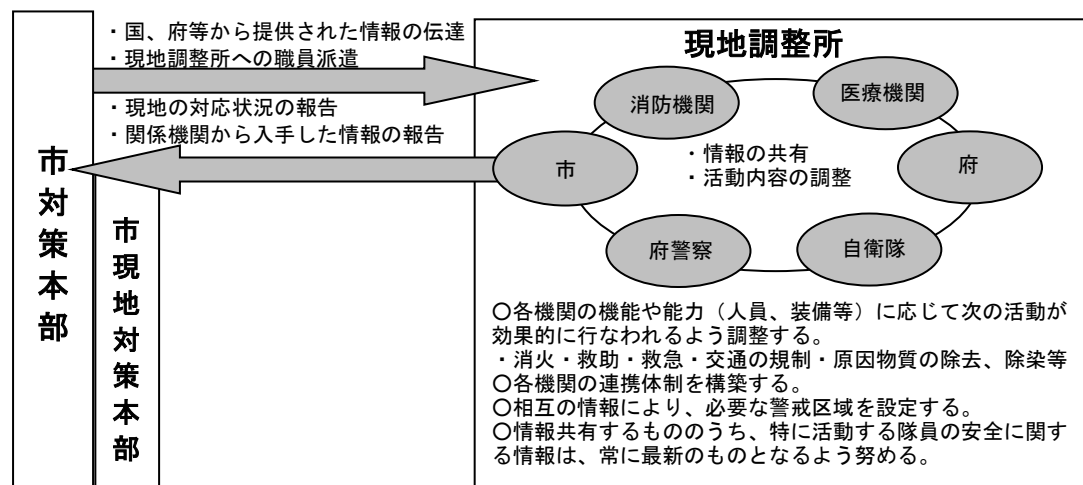 ・国、府等から提供された情報の伝達
・現地調整所への職員派遣
・現地の対応状況の報告
・関係機関から入手した情報の報告
市対策本部
市現地対策本部
現地調整所
消防機関
医療機関
市
・情報の共有
・活動内容の調整
府
府警察
自衛隊
〇各機関の機能や能力（人員、装備等）に応じて次の活動が
効果的に行なわれるよう調整する。
・消火・救助・救急・交通の規制・原因物質の除去、除染等
〇各機関の連携体制を構築する。
〇相互の情報により、必要な警戒区域を設定する。
〇情報共有するもののうち、特に活動する隊員の安全に関す
る情報は、常に最新のものとなるよう努める。